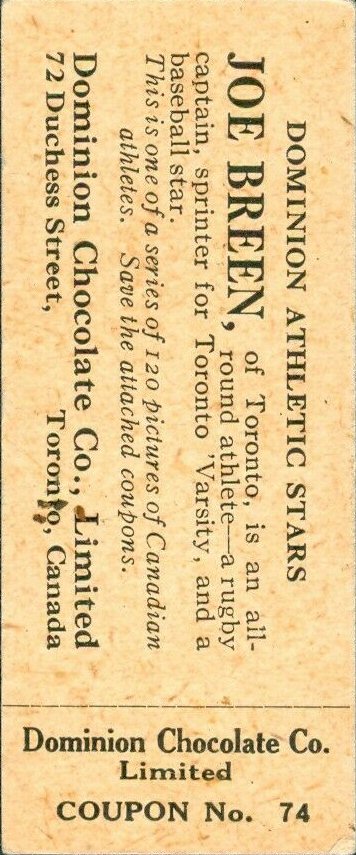 DOMINION ATHLETIC STARS
JOE BREEN, of Toronto, is an all-
round athlete—a rugby
captain, sprinter for Toronto 'Varsity, and a
baseball star.
This is one of a series of 120 pictures of Canadian
athletes. Save the attached coupons.
Dominion Chocolate Co., Limited
72 Duchess Street, Toronto, Canada
Dominion Chocolate Co.
Limited
COUPON No. 74